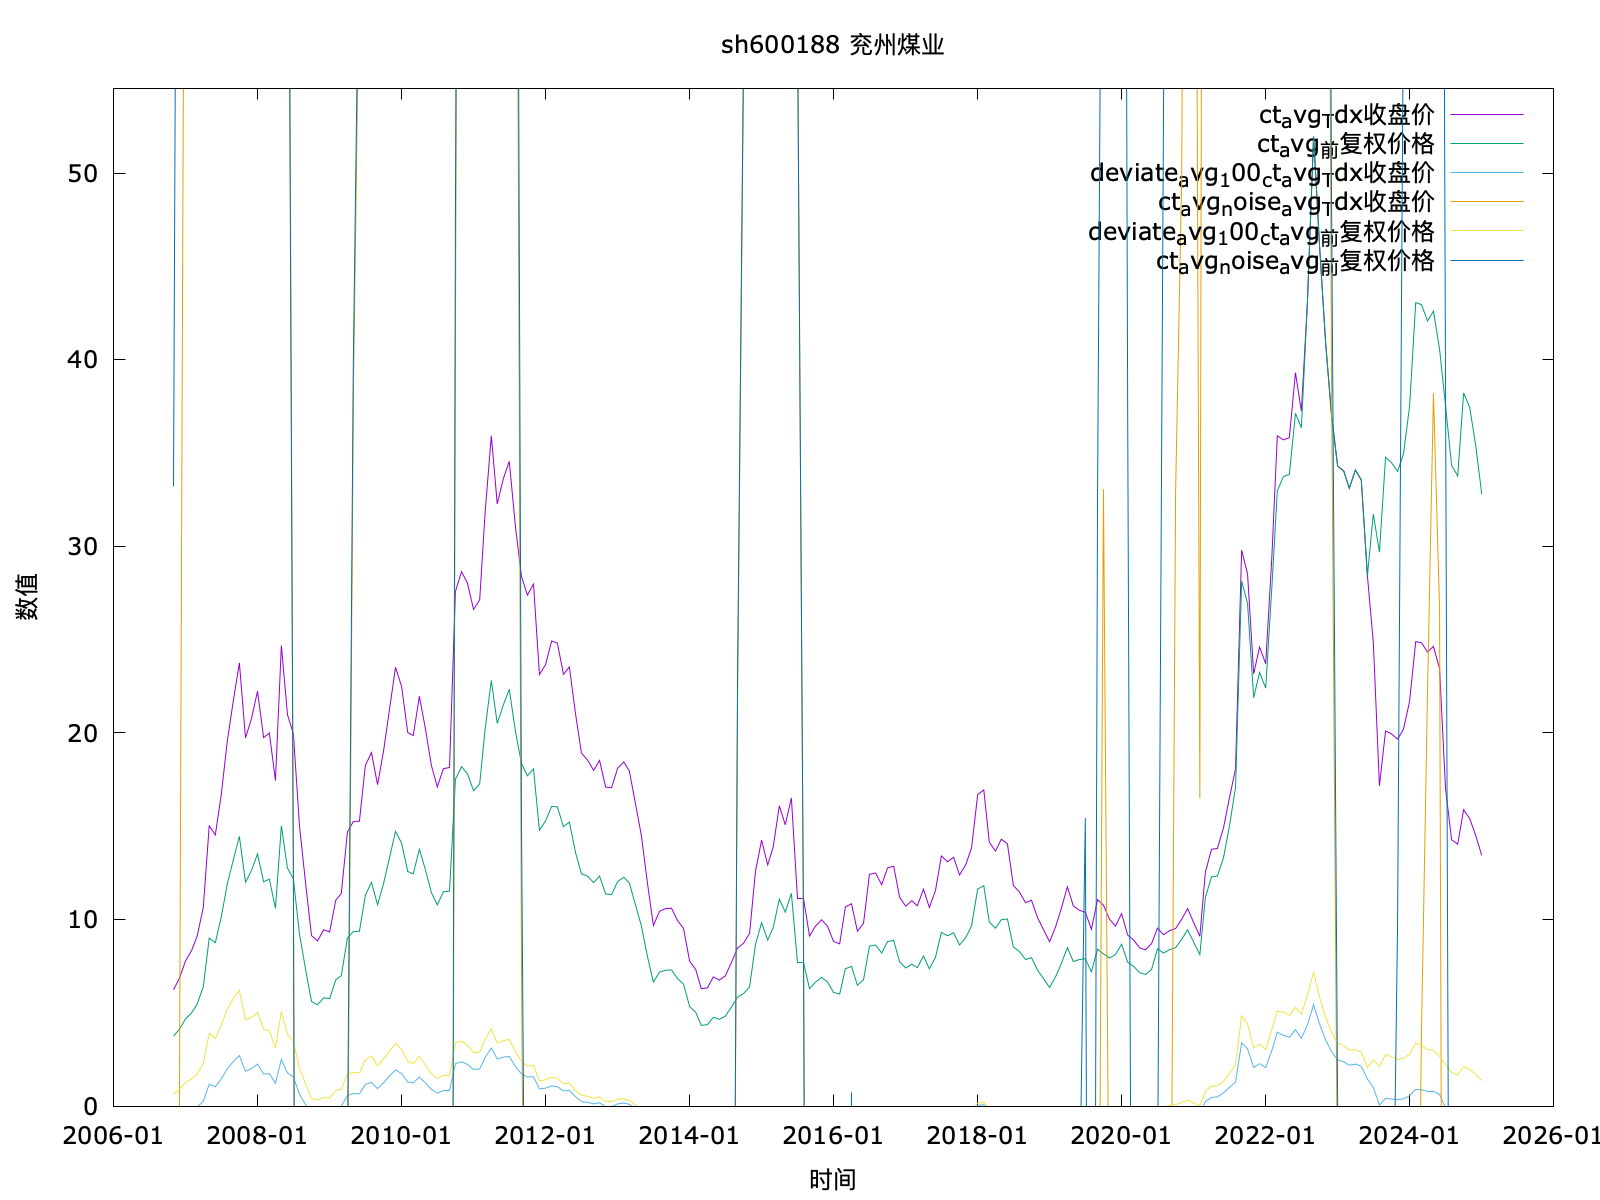 sh600188 兖州煤业
ctavgTdx收盘价
ctavg前复权价格
deviateavg100ctavgTdx收盘价
ctavgnoiseavgTdx收盘价
deviateavg100ctavg前复权价格
ctavgnoiseavg前复权价格
50
40
30
20
10
0
数值
2006-01 2008-01 2010-01 2012-01 2014-01 2016-01 2018-01 2020-01 2022-01 2024-01 2026-01
时间